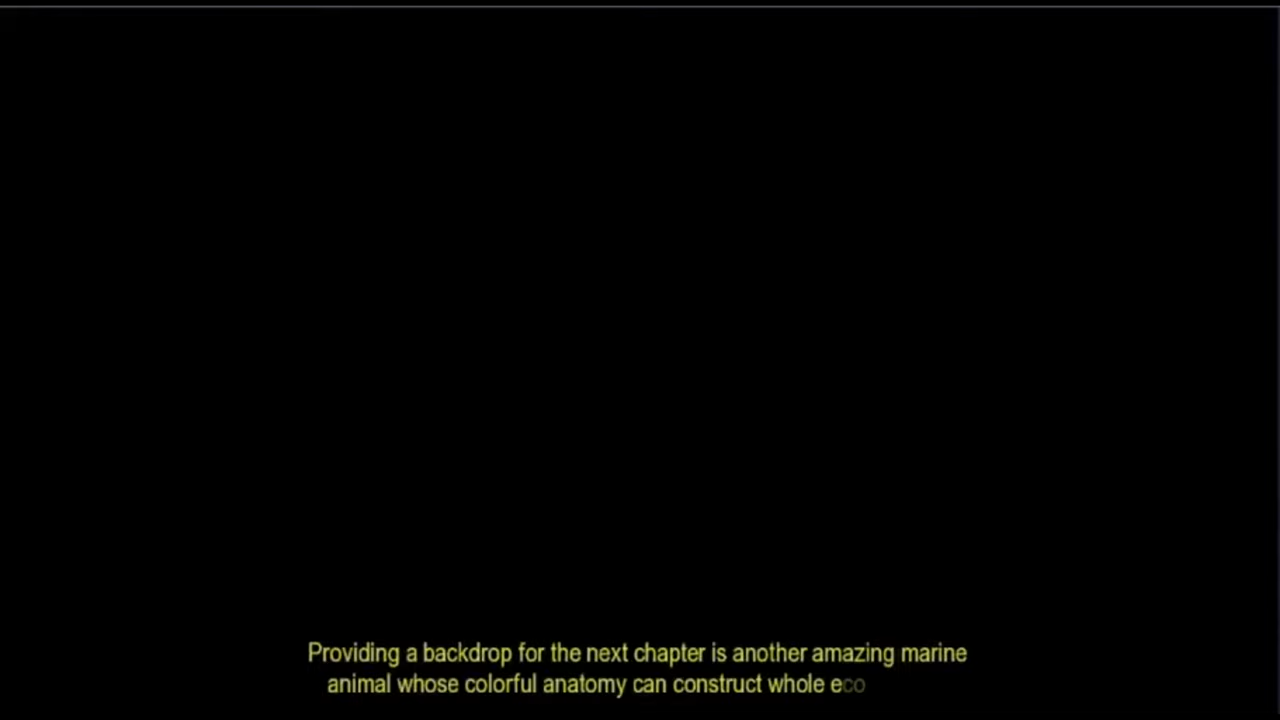 Providing a backdrop for the next chapter is another amazing marine
animal whose colorful anatomy can construct whole eco